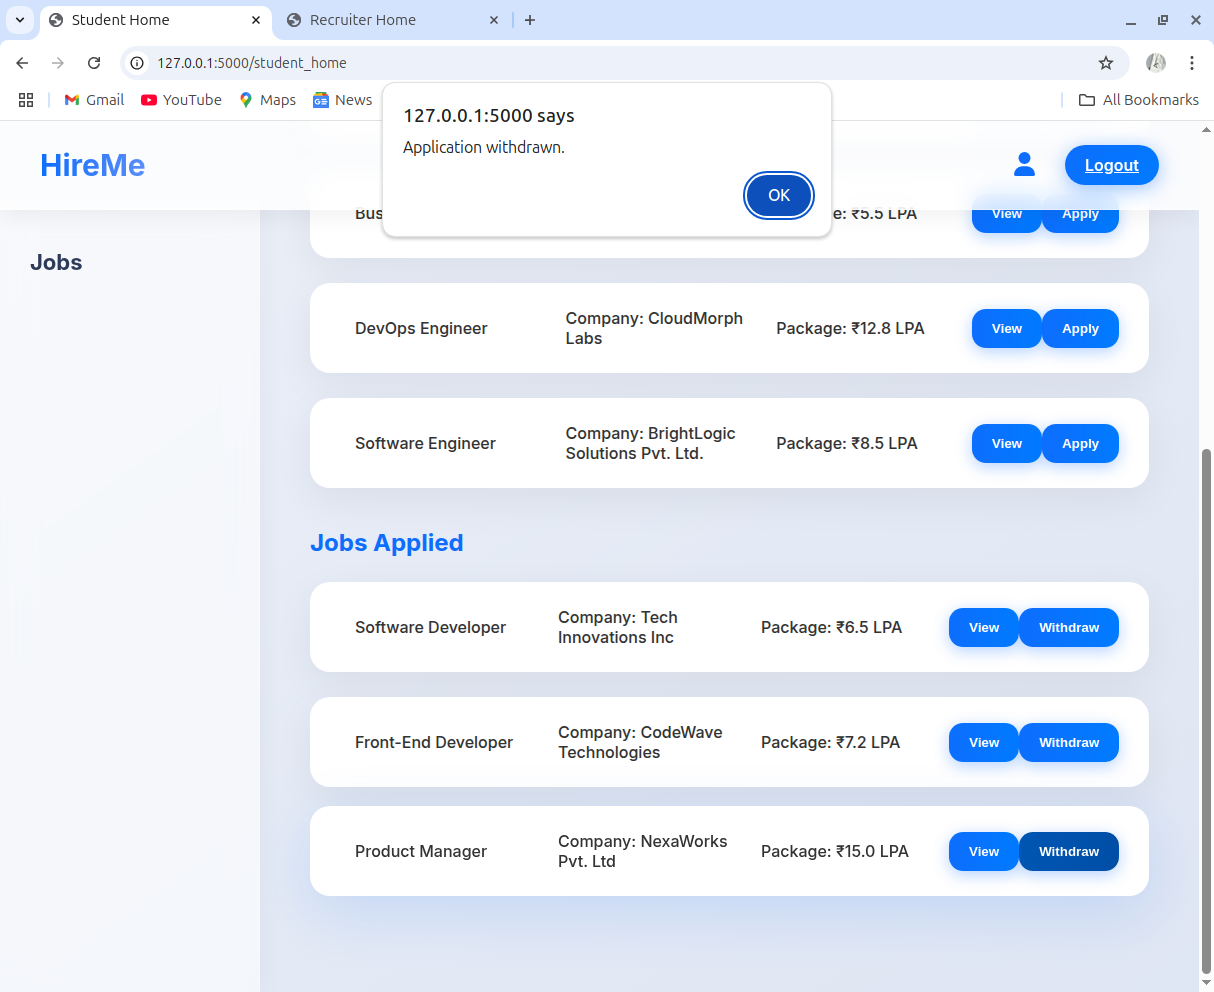 Student Home
Recruiter Home
127.0.0.1:5000/student_home
Gmail
YouTube
Maps
News
All Bookmarks
127.0.0.1:5000 says
Application withdrawn.
OK
HireMe
Logout
Jobs
Bus
e: ₹5.5 LPA
View
Apply
DevOps Engineer
Company: CloudMorph
Labs
Package: ₹12.8 LPA
View
Apply
Software Engineer
Company: BrightLogic
Solutions Pvt. Ltd.
Package: ₹8.5 LPA
View
Apply
Jobs Applied
Software Developer
Company: Tech
Innovations Inc
Package: ₹6.5 LPA
View
Withdraw
Front-End Developer
Company: CodeWave
Technologies
Package: ₹7.2 LPA
View
Withdraw
Product Manager
Company: NexaWorks
Pvt. Ltd
Package: ₹15.0 LPA
View
Withdraw